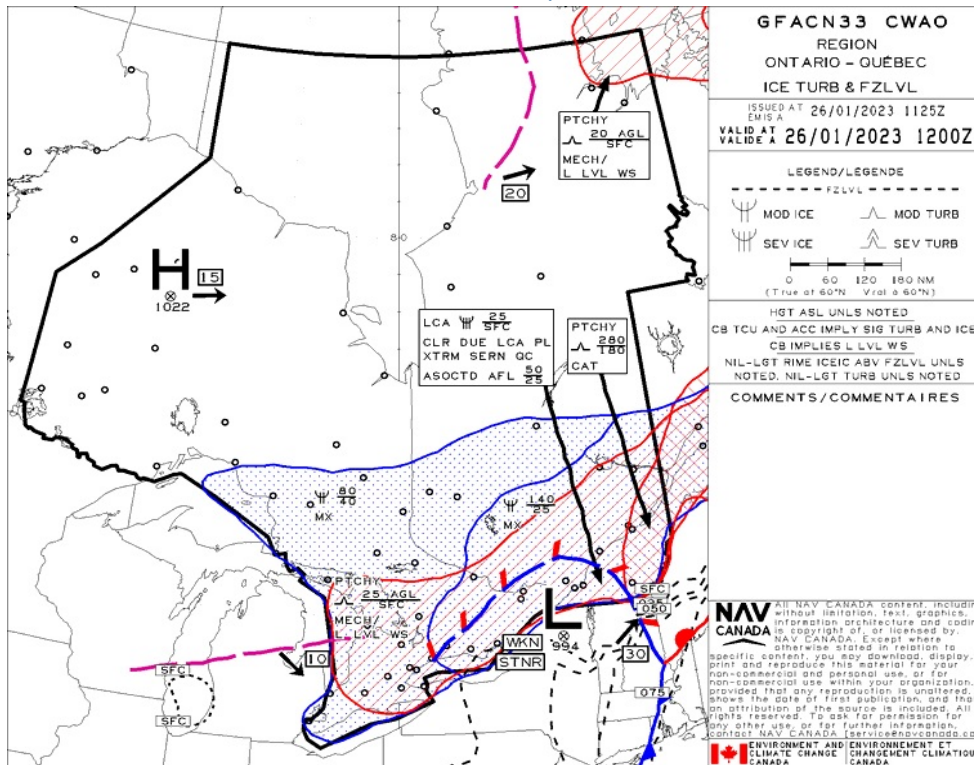 GFACN33 CWAO
REGION
ONTARIO - QUÉBEC
ICE TURB & FZLVL
ISSUED AT
ÉMIS A
26/01/2023 1125Z
VALID AT
VALIDE A
26/01/2023 1200Z
LEGEND/LÉGENDE
FZLVL
MOD ICE
MOD TURB
SEV ICE
SEV TURB
0 60 120 180 NM
(True at 60°N Vrai à 60°N)
HGT ASL UNLS NOTED
CB TCU AND ACC IMPLY SIG TURB AND ICE
CB IMPLIES L LVL WS
NIL-LGT RIME ICEIC ABV FZLVL UNLS
NOTED. NIL-LGT TURB UNLS NOTED
COMMENTS/COMMENTAIRES
PTCHY
20 AGL
SFC
MECH/
L LVL WS
20
80
H
15
1022
LCA 25
SFC
CLR DUE LCA PL
XTRM SERN QC
ASOCTD AFL 50
25
PTCHY
280
180
CAT
80
40
MX
140
25
MX
PTCHY
25 AGL
SFC
MECH/
L LVL WS
10
SFC
SFC
L
994
WKN
STNR
30
SFC
050
075
NAV
CANADA
All NAV CANADA content, including
without limitation, text, graphics,
information architecture and coding
is copyright of, or licensed by,
NAV CANADA. Except where
otherwise stated in relation to
specific content, you may download, display,
print and reproduce this material for your
non-commercial and personal use, or for
non-commercial use within your organization,
provided that any reproduction is unaltered,
shows the date of first publication, and that
an attribution of the source is included. All
rights reserved. To ask for permission for
any other use, or for further information,
contact NAV CANADA (service@navcanada.ca
ENVIRONMENT AND
CLIMATE CHANGE
CANADA
ENVIRONNEMENT ET
CHANGEMENT CLIMATIQUE
CANADA